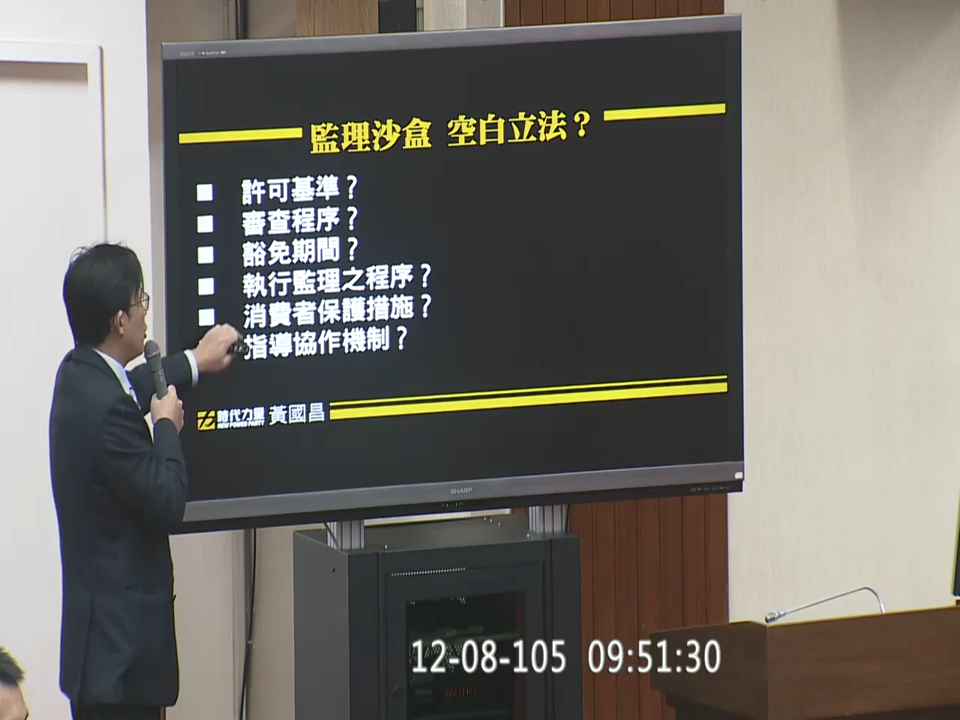 監理沙盒 空白立法？
■ 許可基準？
■ 審查程序？
■ 豁免期間？
■ 執行監理之程序？
■ 消費者保護措施？
指導協作機制？
時代力量 黃國昌
NEW POWER PARTY
SHARP
12-08-105 09:51:30